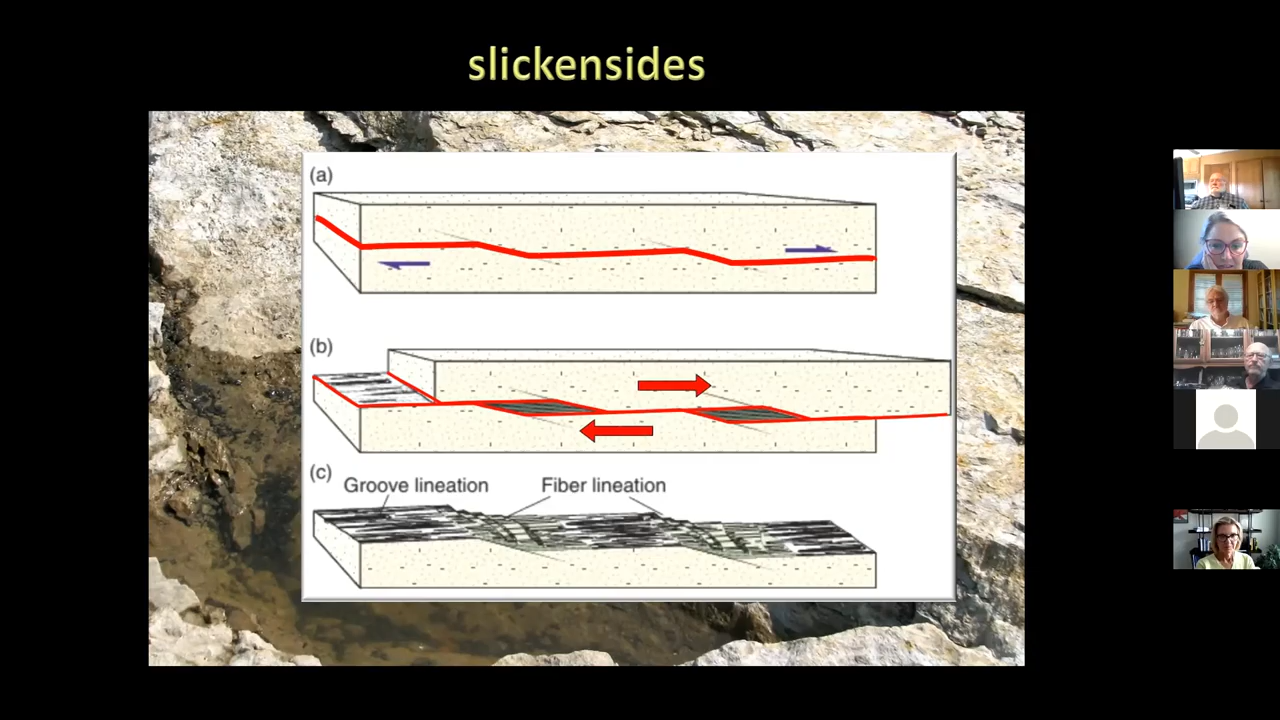 slickensides
(a)
(b)
(c)
Groove lineation
Fiber lineation